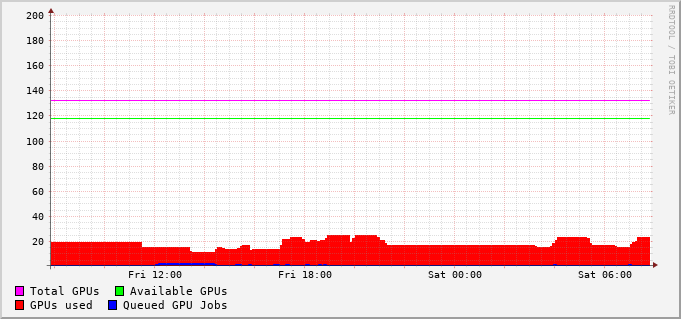 200
180
160
140
120
100
80
60
40
20
Fri 12:00 Fri 18:00 Sat 00:00 Sat 06:00
Total GPUs Available GPUs
GPUs used Queued GPU Jobs
RRDTOOL / TOBI OETIKER